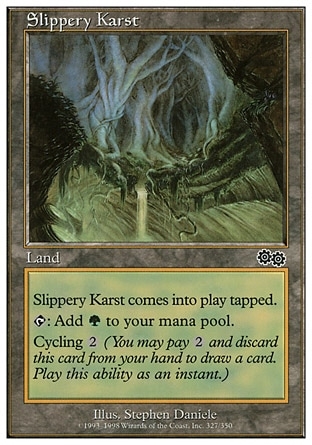 Slippery Karst
Land
Slippery Karst comes into play tapped.
: Add to your mana pool.
Cycling 2 (You may pay 2 and discard
this card from your hand to draw a card.
Play this ability as an instant.)
Illus. Stephen Daniele
© 1993-1998 Wizards of the Coast, Inc. 327/350